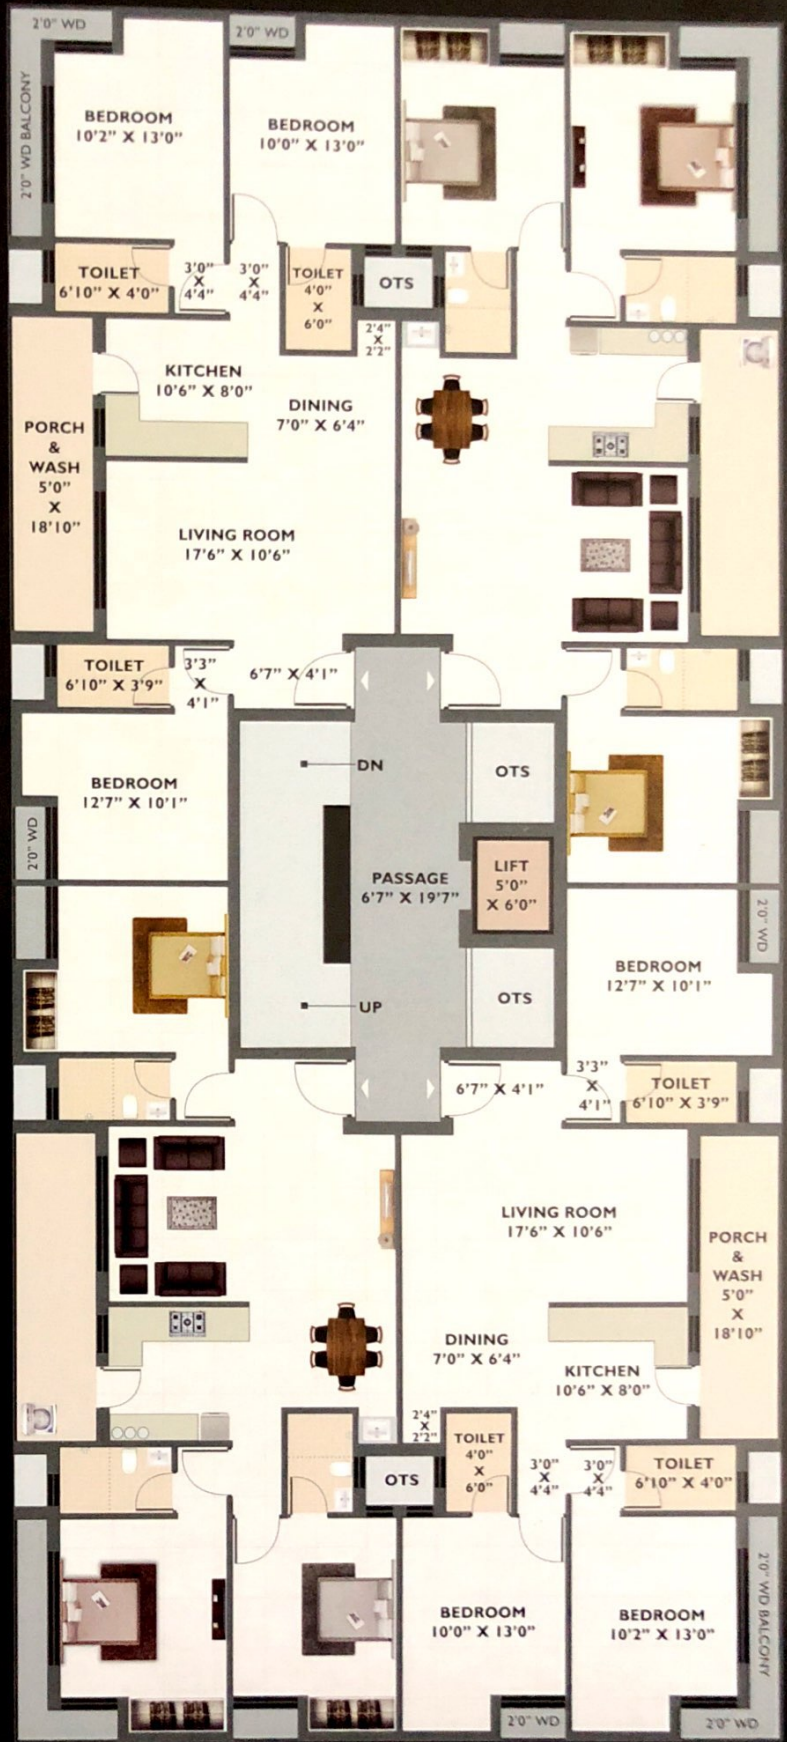 2'0" WD
2'0" WD
2'0" WD BALCONY
BEDROOM
10'2" X 13'0"
BEDROOM
10'0" X 13'0"
TOILET
6'10" X 4'0"
3'0"
X
4'4"
3'0"
X
4'4"
TOILET
4'0"
X
6'0"
OTS
2'4"
X
2'2"
KITCHEN
10'6" X 8'0"
DINING
7'0" X 6'4"
PORCH
&
WASH
5'0"
X
18'10"
LIVING ROOM
17'6" X 10'6"
TOILET
6'10" X 3'9"
3'3"
X
4'1"
6'7" X 4'1"
BEDROOM
12'7" X 10'1"
2'0" WD
DN
OTS
PASSAGE
6'7" X 19'7"
LIFT
5'0"
X 6'0"
UP
OTS
2'0" WD
BEDROOM
12'7" X 10'1"
6'7" X 4'1"
3'3"
X
4'1"
TOILET
6'10" X 3'9"
LIVING ROOM
17'6" X 10'6"
PORCH
&
WASH
5'0"
X
18'10"
DINING
7'0" X 6'4"
KITCHEN
10'6" X 8'0"
2'4"
X
2'2"
TOILET
4'0"
X
6'0"
OTS
3'0"
X
4'4"
3'0"
X
4'4"
TOILET
6'10" X 4'0"
BEDROOM
10'0" X 13'0"
BEDROOM
10'2" X 13'0"
2'0" WD BALCONY
2'0" WD
2'0" WD